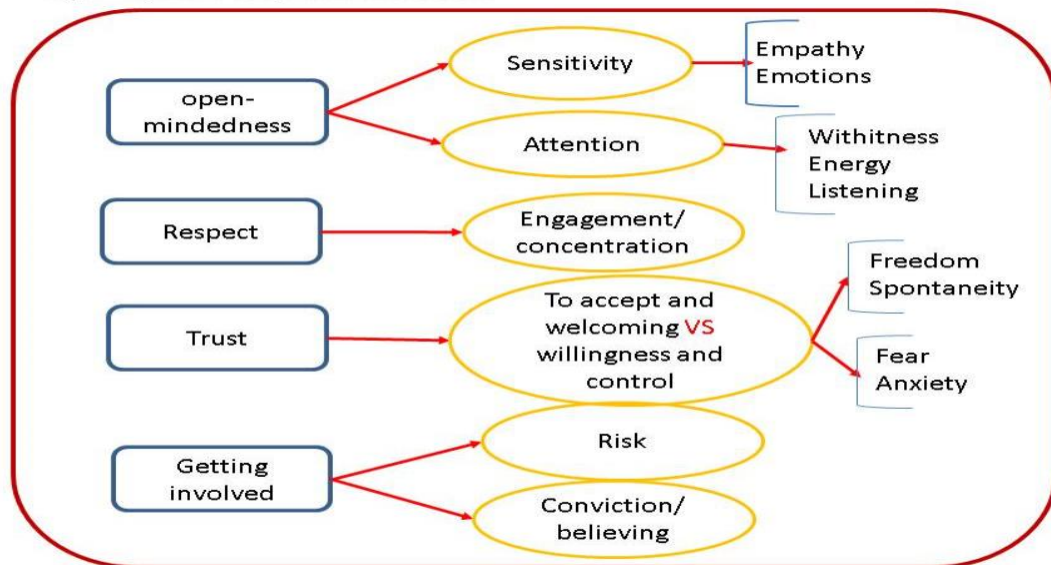 open-
mindedness
Sensitivity
Empathy
Emotions
Attention
Withitness
Energy
Listening
Respect
Engagement/
concentration
Trust
To accept and
welcoming VS
willingness and
control
Freedom
Spontaneity
Fear
Anxiety
Getting
involved
Risk
Conviction/
believing